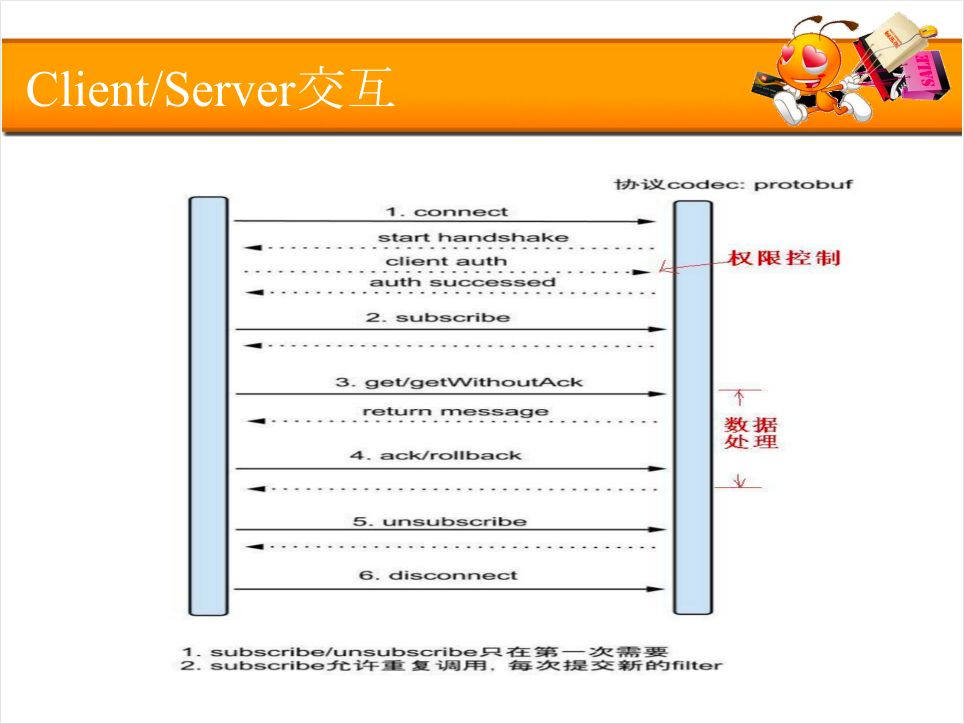 Client/Server交互
SALE
协议codec: protobuf
1. connect
start handshake
client auth
权限控制
auth successed
2. subscribe
3. get/getWithoutAck
return message
数据
处理
4. ack/rollback
5. unsubscribe
6. disconnect
1. subscribe/unsubscribe只在第一次需要
2. subscribe允许重复调用, 每次提交新的filter